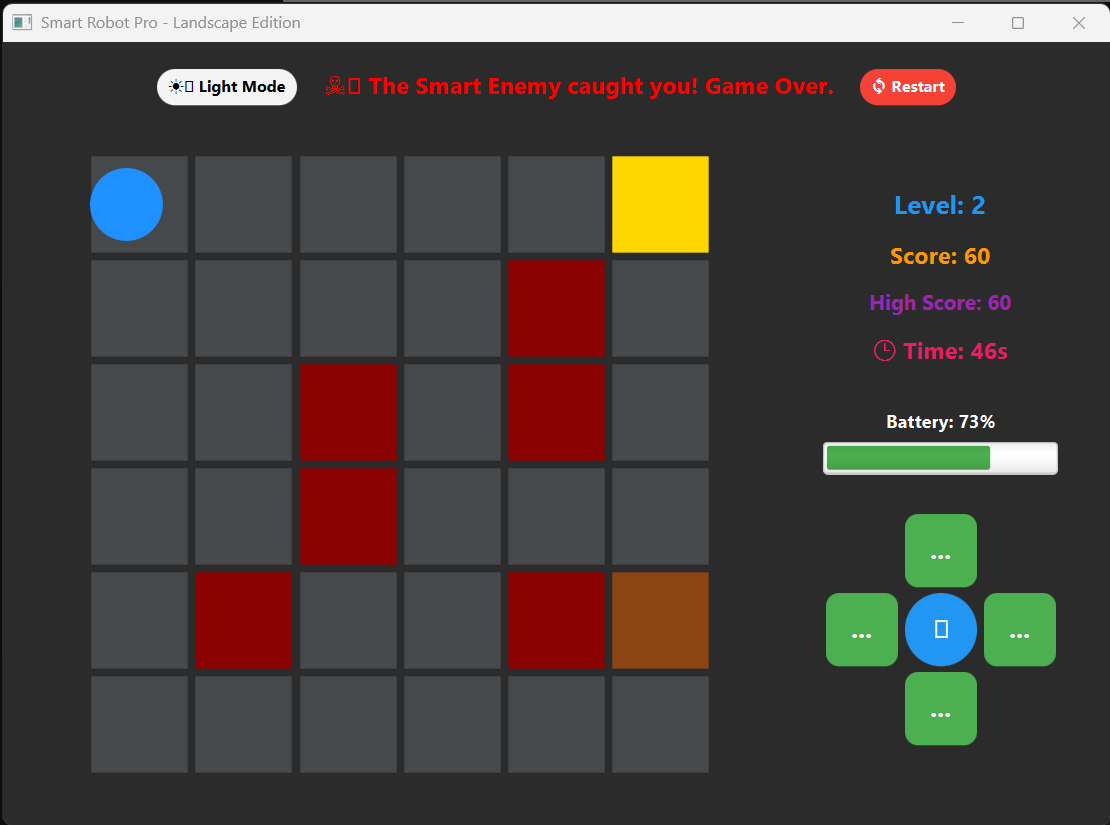 Smart Robot Pro - Landscape Edition
☀️ Light Mode
☠️ The Smart Enemy caught you! Game Over.
🔄 Restart
Level: 2
Score: 60
High Score: 60
🕒 Time: 46s
Battery: 73%
...
...
...
...